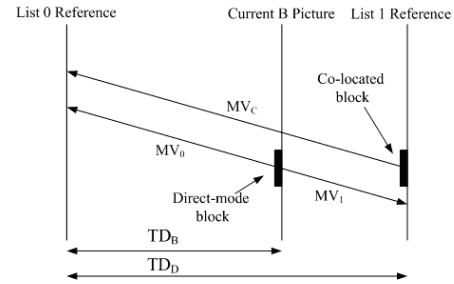 List 0 Reference
Current B Picture
List 1 Reference
Co-located
block
MVC
MV0
Direct-mode
block
MV1
TDB
TDD